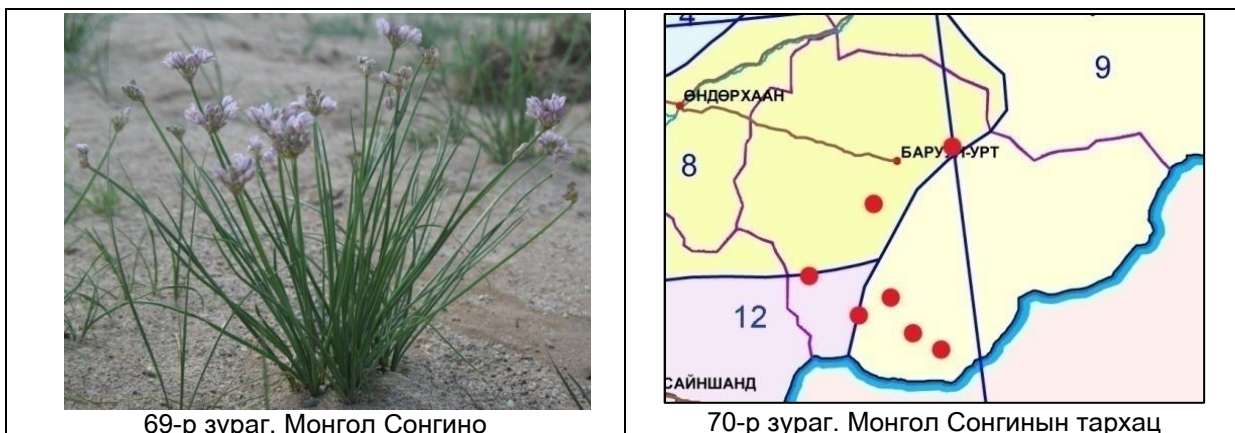 4
9
ӨНДӨРХААН
БАРУУН-УРТ
8
12
САЙНШАНД
69-р зураг. Монгол Сонгино
70-р зураг. Монгол Сонгины тархац